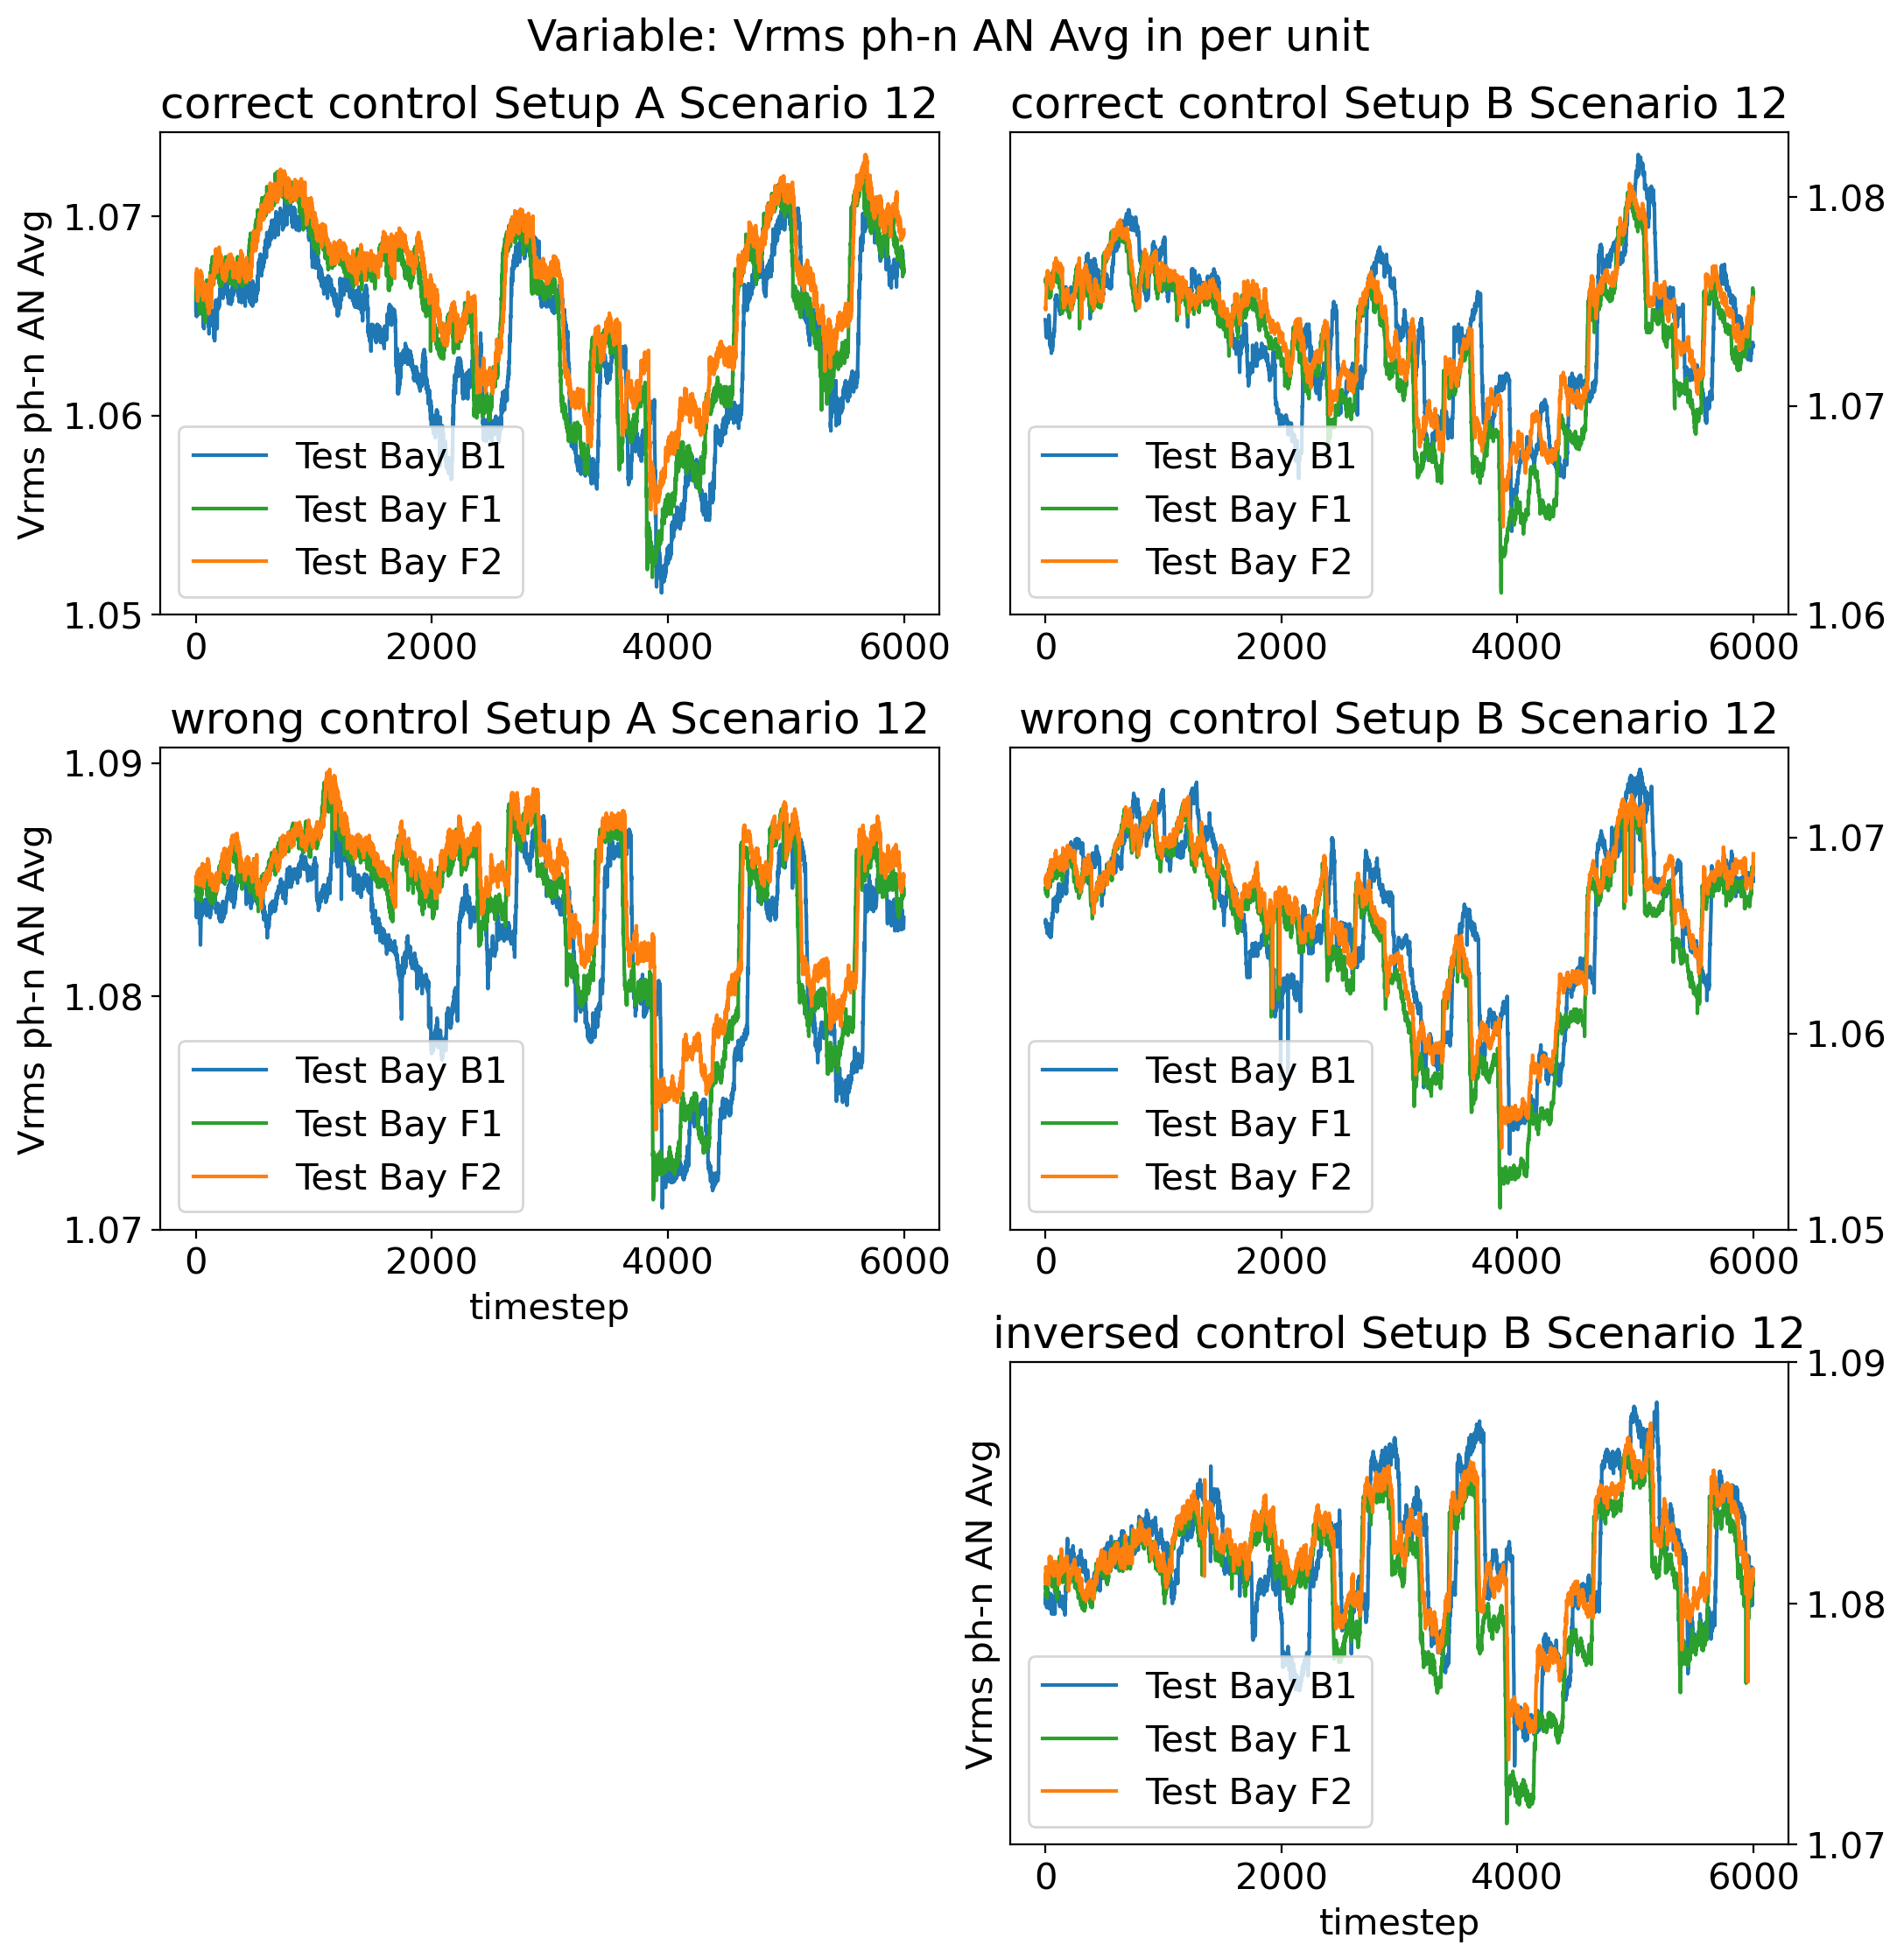 Variable: Vrms ph-n AN Avg in per unit
correct control Setup A Scenario 12
correct control Setup B Scenario 12
Vrms ph-n AN Avg
1.07
1.06
1.05
Test Bay B1
Test Bay F1
Test Bay F2
0 2000 4000 6000
1.08
1.07
1.06
Test Bay B1
Test Bay F1
Test Bay F2
0 2000 4000 6000
wrong control Setup A Scenario 12
wrong control Setup B Scenario 12
Vrms ph-n AN Avg
1.09
1.08
1.07
Test Bay B1
Test Bay F1
Test Bay F2
0 2000 4000 6000
timestep
1.07
1.06
1.05
Test Bay B1
Test Bay F1
Test Bay F2
0 2000 4000 6000
inversed control Setup B Scenario 12
Vrms ph-n AN Avg
1.09
1.08
1.07
Test Bay B1
Test Bay F1
Test Bay F2
0 2000 4000 6000
timestep